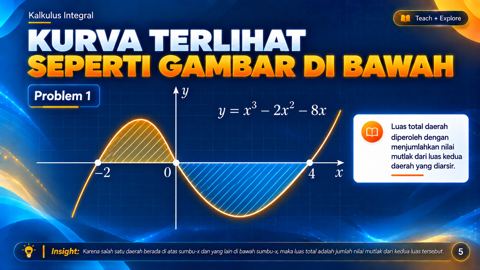 Kalkulus Integral
Teach + Explore
KURVA TERLIHAT
SEPERTI GAMBAR DI BAWAH
Problem 1
y
y = x³ − 2x² − 8x
−2
0
4
x
Luas total daerah
diperoleh dengan
menjumlahkan nilai
mutlak dari luas kedua
daerah yang diarsir.
Insight: Karena salah satu daerah berada di atas sumbu-x dan yang lain di bawah sumbu-x, maka luas total adalah jumlah nilai mutlak dari kedua luas tersebut.
5